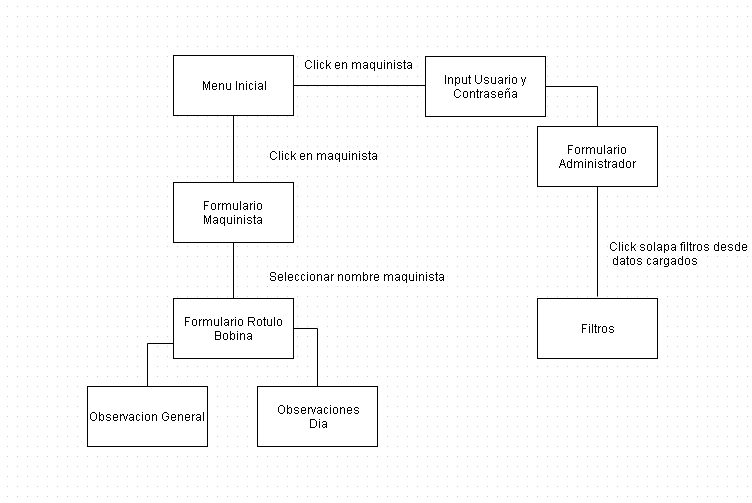 Click en maquinista
Menu Inicial
Input Usuario y
Contraseña
Click en maquinista
Formulario
Administrador
Formulario
Maquinista
Click solapa filtros desde
datos cargados
Seleccionar nombre maquinista
Formulario Rotulo
Bobina
Filtros
Observacion General
Observaciones
Dia